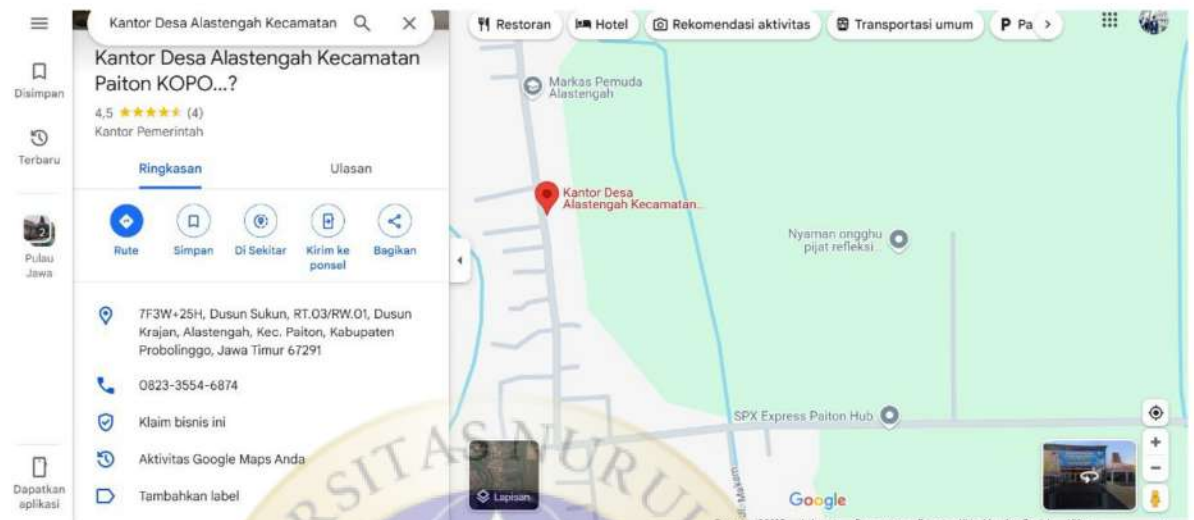 Kantor Desa Alastengah Kecamatan
Restoran
Hotel
Rekomendasi aktivitas
Transportasi umum
P Pa
Disimpan
Terbaru
2
Pulau
Jawa
Dapatkan
aplikasi
Kantor Desa Alastengah Kecamatan
Paiton KOPO...?
4,5 (4)
Kantor Pemerintah
Ringkasan
Ulasan
Rute
Simpan
Di Sekitar
Kirim ke
ponsel
Bagikan
7F3W+25H, Dusun Sukun, RT.03/RW.01, Dusun
Krajan, Alastengah, Kec. Paiton, Kabupaten
Probolinggo, Jawa Timur 67291
0823-3554-6874
Klaim bisnis ini
Aktivitas Google Maps Anda
Tambahkan label
Markas Pemuda
Alastengah
Kantor Desa
Alastengah Kecamatan...
Nyaman ongghu
pijat refleksi...
SPX Express Paiton Hub
Makam
Lapisan
Google
RSITAS NURU